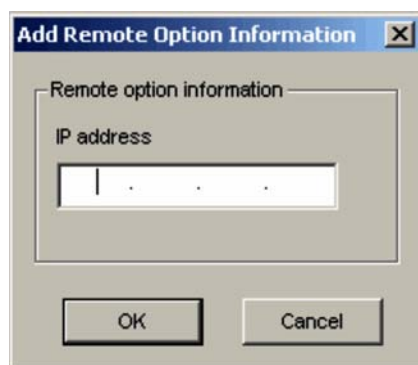 Add Remote Option Information
Remote option information
IP address
. . .
OK Cancel